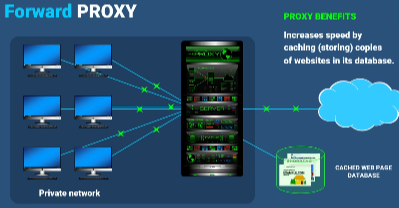 Forward PROXY
PROXY BENEFITS
Increases speed by
caching (storing) copies
of websites in its database.
PROXY
CACHED WEB PAGE
DATABASE
Private network